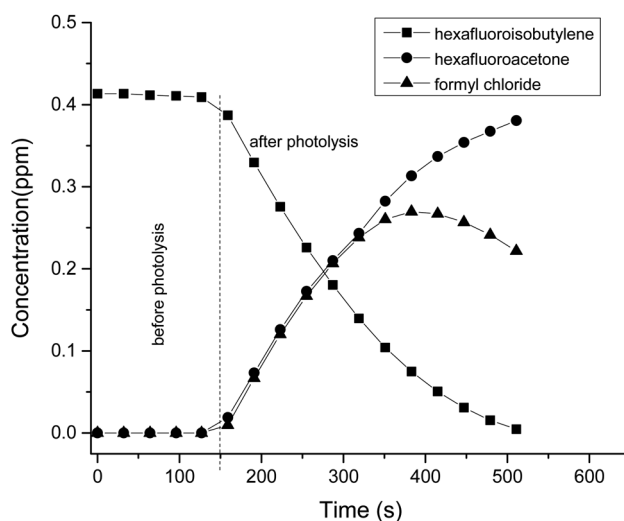 0.5
hexafluoroisobutylene
hexafluoroacetone
formyl chloride
0.4
after photolysis
0.3
Concentration(ppm)
before photolysis
0.2
0.1
0.0
0 100 200 300 400 500 600
Time (s)